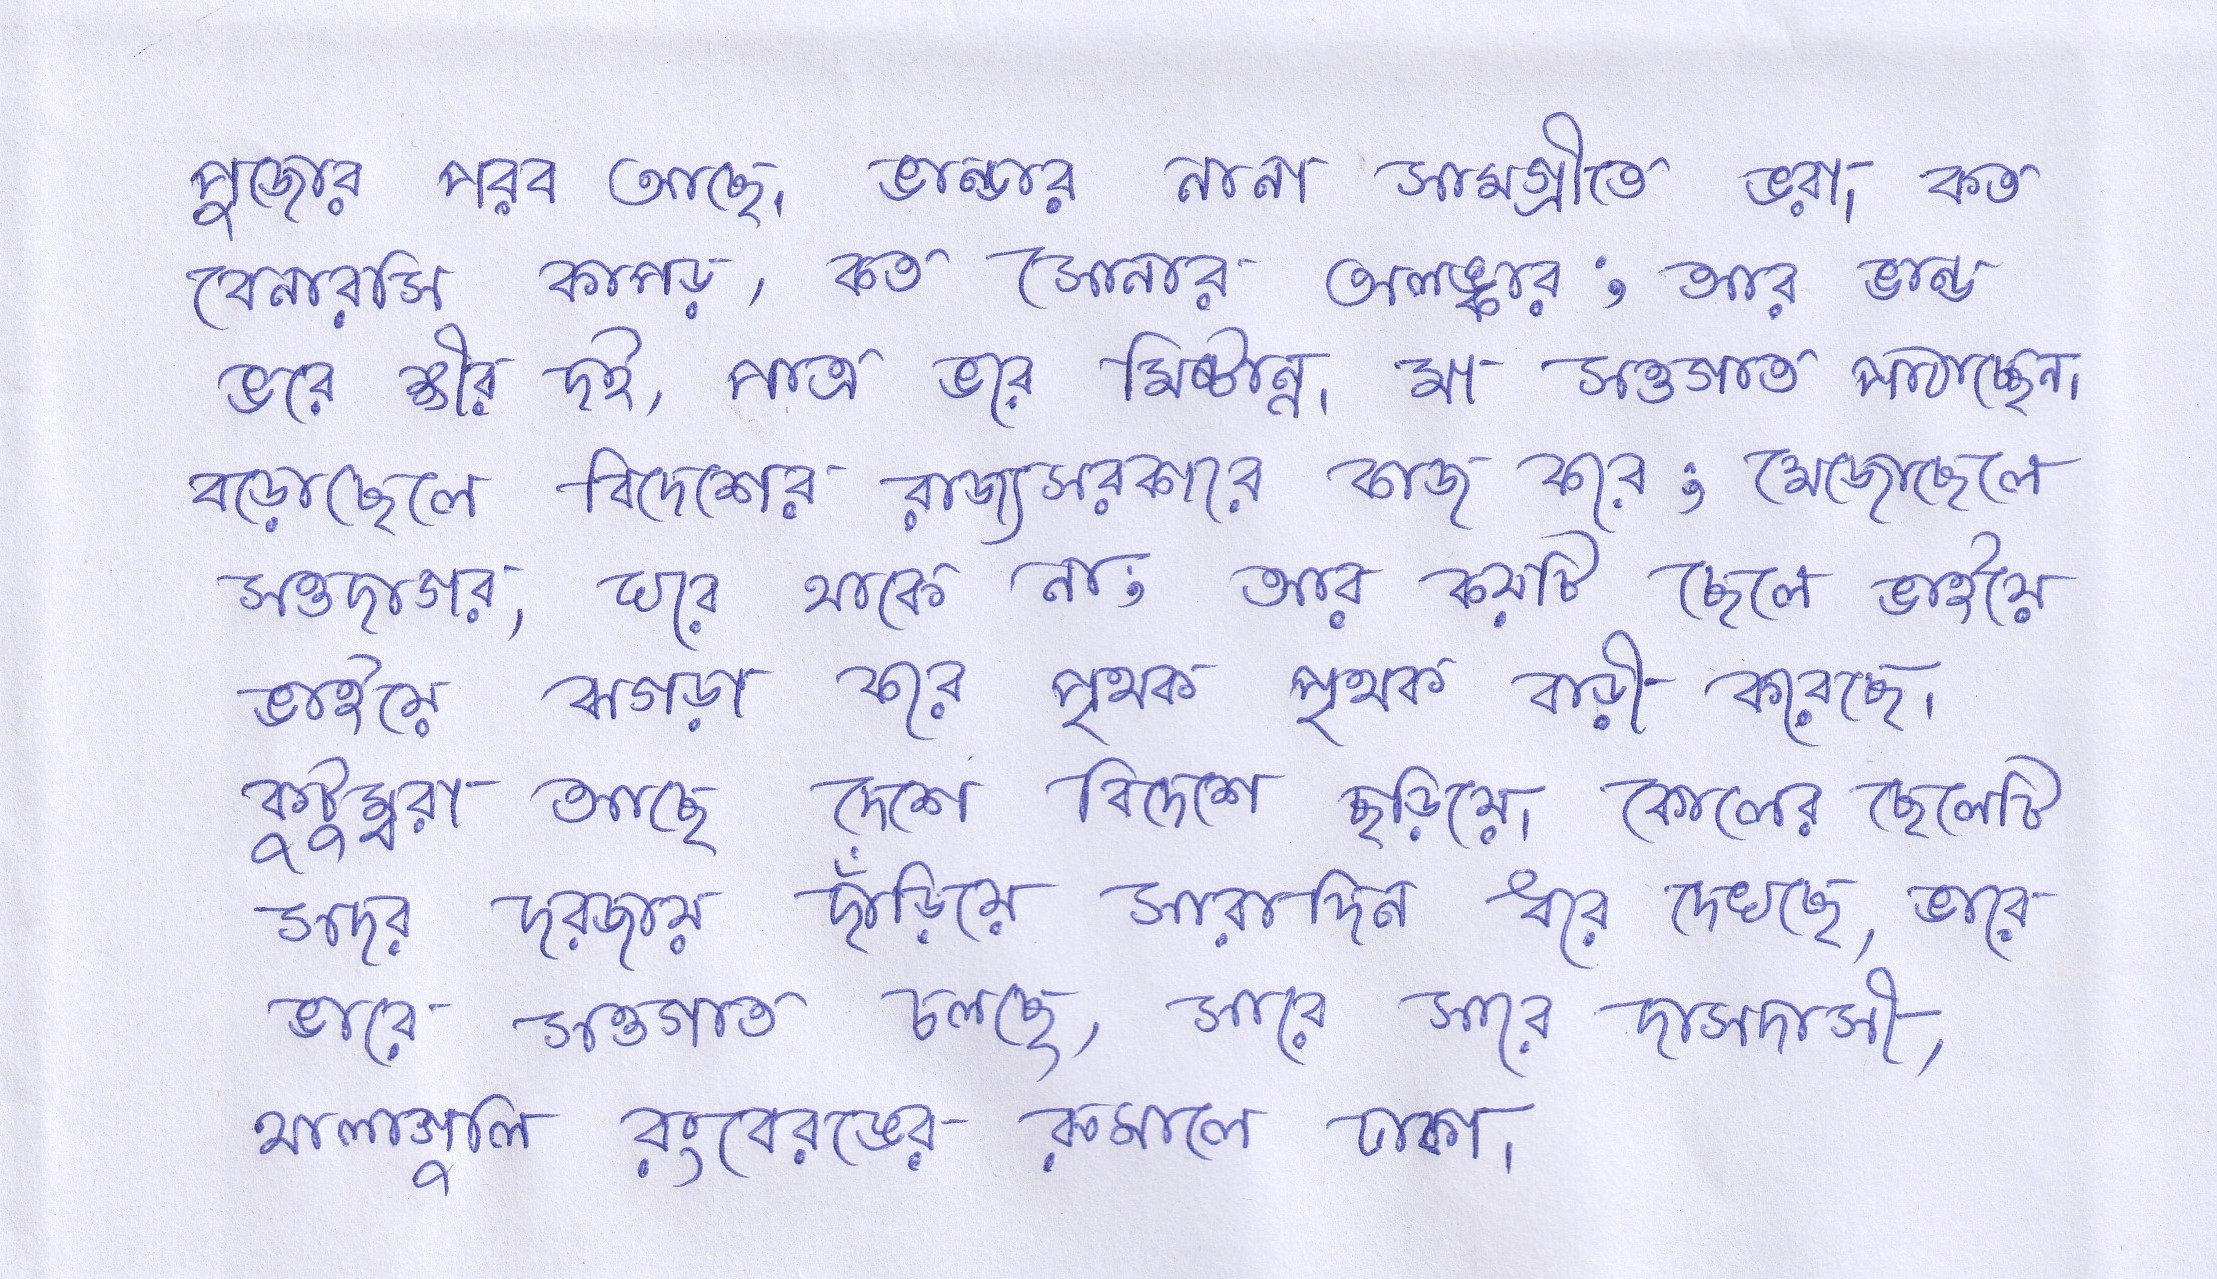 পুজোর পরব আছে। ভান্ডার নানা সামগ্রীতে ভরা। কত
বেনারসি কাপড়, কত সোনার অলঙ্কার; আর ভান্ড
ভরে ক্ষীর দই, পাত্র ভরে মিষ্টান্ন। মা সওগাত পাঠাচ্ছেন।
বড়োছেলে বিদেশের রাজ্যসরকারে কাজ করে; মেজোছেলে
সওদাগর, ঘরে থাকে না; আর কয়টি ছেলে ভাইয়ে
ভাইয়ে ঝগড়া করে পৃথক পৃথক বাড়ী করেছে।
কুটুম্বরা আছে দেশে বিদেশে ছড়িয়ে। কোলের ছেলেটি
সদর দরজায় দাঁড়িয়ে সারাদিন ধরে দেখছে, ভারে
ভারে সওগাত চলছে, সারে সারে দাসদাসী,
থালাগুলি রংবেরঙের রুমালে ঢাকা।